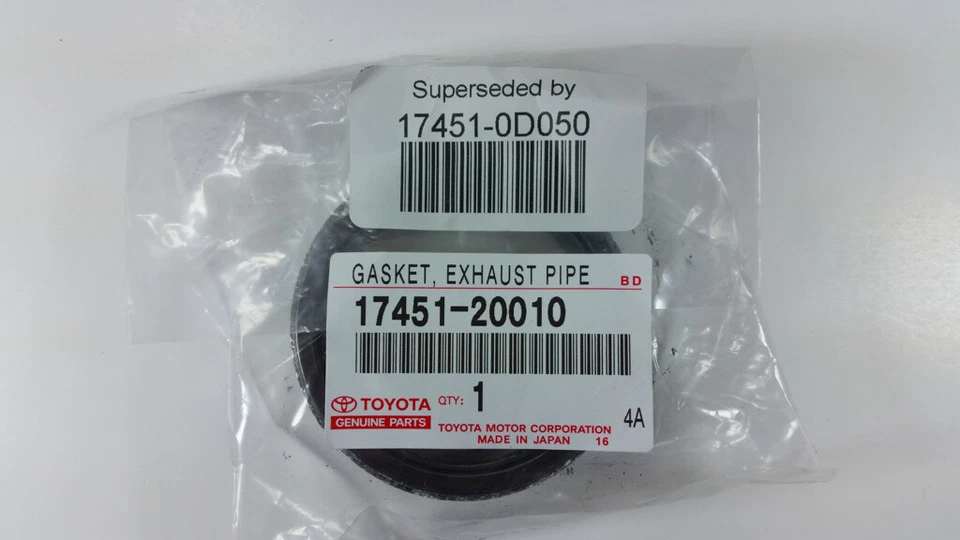 Superseded by
17451-0D050
GASKET, EXHAUST PIPE
BD
17451-20010
TOYOTA QTY: 1
GENUINE PARTS
4A
TOYOTA MOTOR CORPORATION
MADE IN JAPAN 16